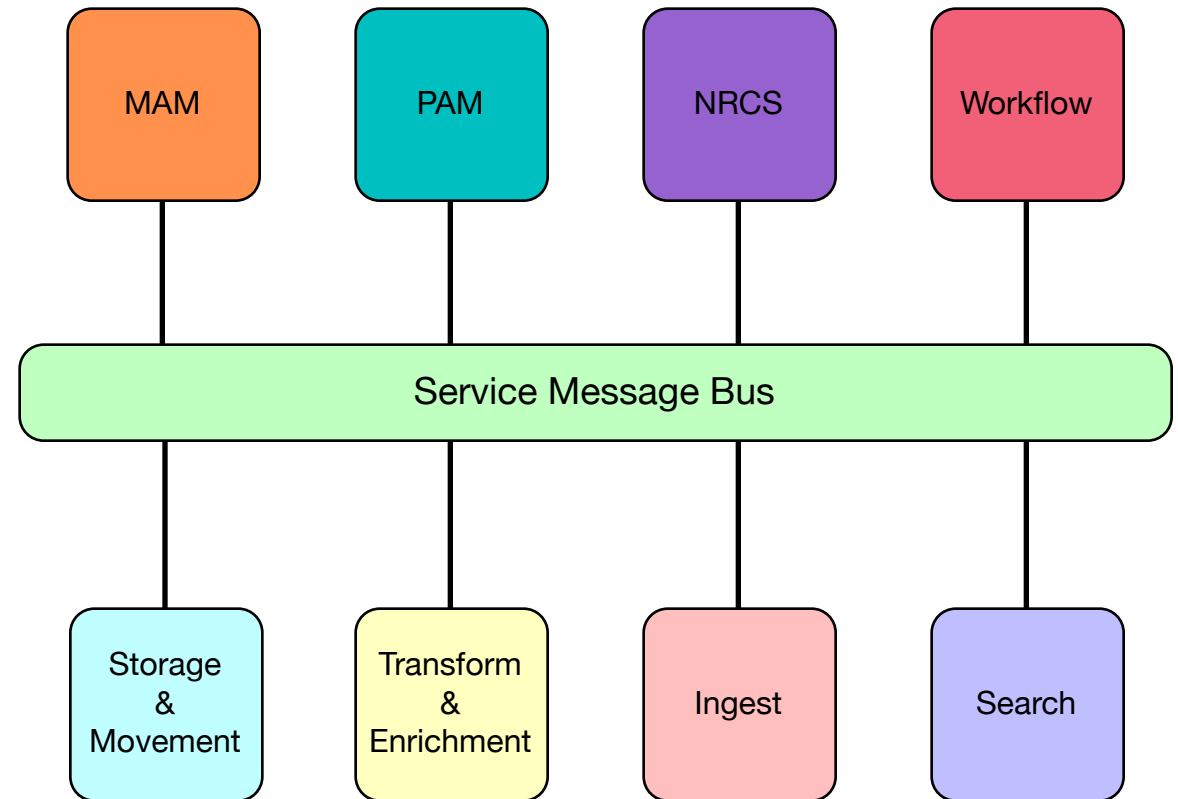 MAM
PAM
NRCS
Workflow
Service Message Bus
Storage
&
Movement
Transform
&
Enrichment
Ingest
Search